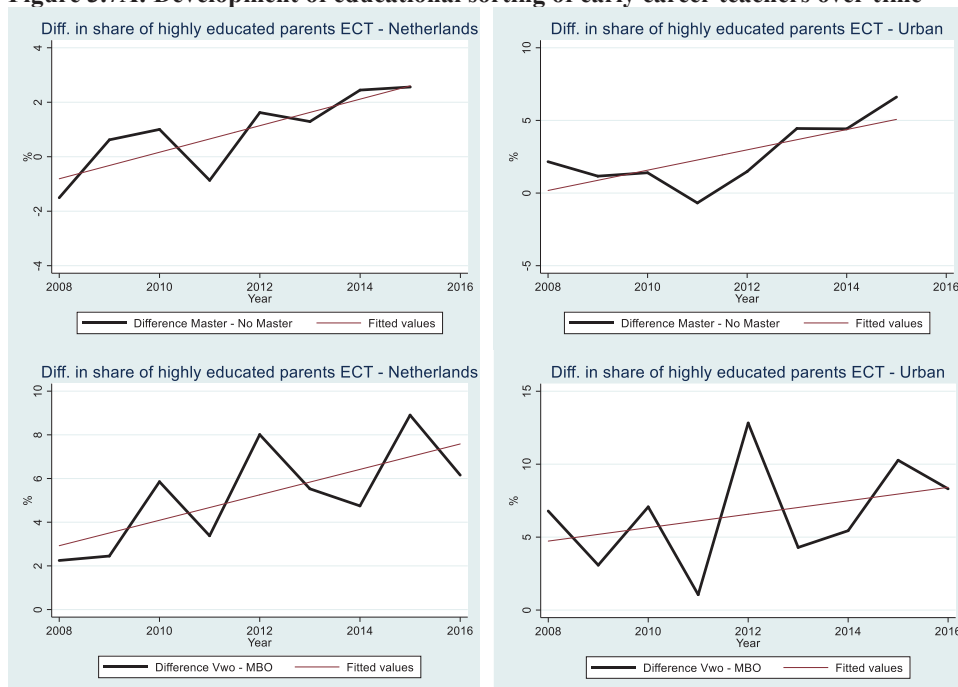 Figure 3.7A: Development of educational sorting of early career teachers over time
Diff. in share of highly educated parents ECT - Netherlands
4
2
0
-2
-4
%
2008 2010 2012 2014 2016
Year
Difference Master - No Master Fitted values
Diff. in share of highly educated parents ECT - Urban
10
5
0
-5
%
2008 2010 2012 2014 2016
Year
Difference Master - No Master Fitted values
Diff. in share of highly educated parents ECT - Netherlands
10
8
6
4
2
0
%
2008 2010 2012 2014 2016
Year
Difference Vwo - MBO Fitted values
Diff. in share of highly educated parents ECT - Urban
15
10
5
0
%
2008 2010 2012 2014 2016
Year
Difference Vwo - MBO Fitted values